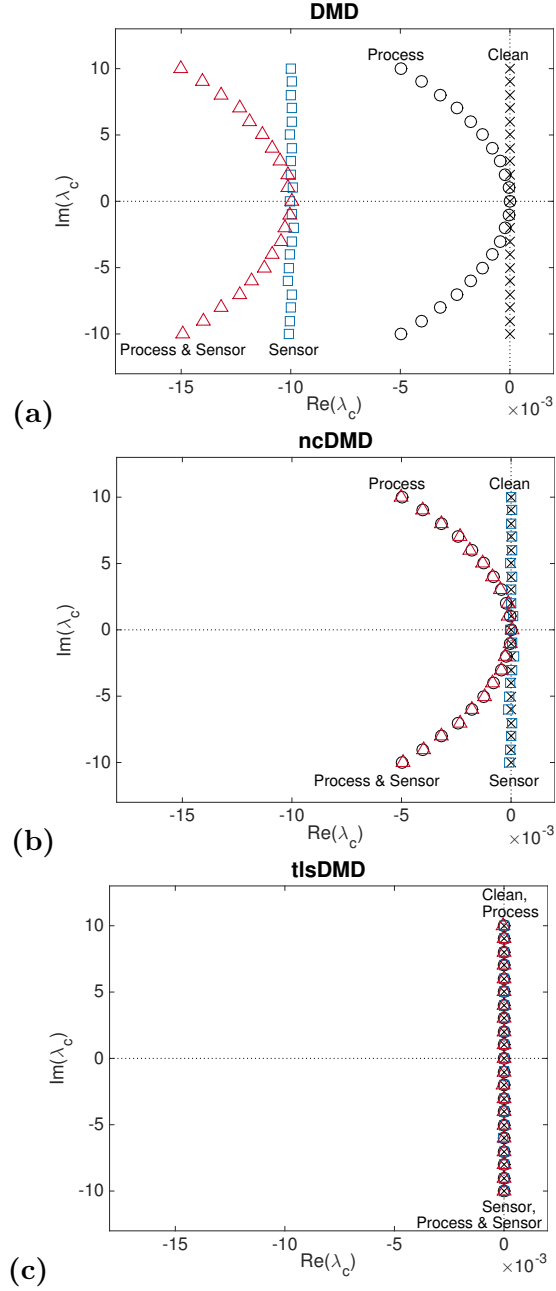 DMD
Process
Clean
10
5
0
-5
-10
Im(λc)
Process & Sensor
Sensor
-15
-10
-5
0
Re(λc)
×10-3
(a)
ncDMD
Process
Clean
10
5
0
-5
-10
Im(λc)
Process & Sensor
Sensor
-15
-10
-5
0
Re(λc)
×10-3
(b)
tlsDMD
Clean,
Process
10
5
0
-5
-10
Im(λc)
Sensor,
Process & Sensor
-15
-10
-5
0
Re(λc)
×10-3
(c)